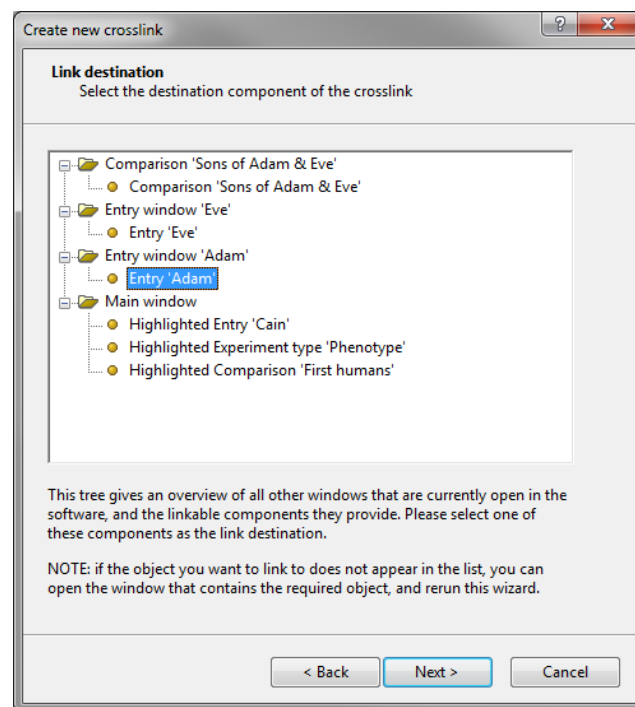 Create new crosslink
?
X
Link destination
Select the destination component of the crosslink
Comparison 'Sons of Adam & Eve'
Comparison 'Sons of Adam & Eve'
Entry window 'Eve'
Entry 'Eve'
Entry window 'Adam'
Entry 'Adam'
Main window
Highlighted Entry 'Cain'
Highlighted Experiment type 'Phenotype'
Highlighted Comparison 'First humans'
This tree gives an overview of all other windows that are currently open in the
software, and the linkable components they provide. Please select one of
these components as the link destination.
NOTE: if the object you want to link to does not appear in the list, you can
open the window that contains the required object, and rerun this wizard.
< Back Next > Cancel